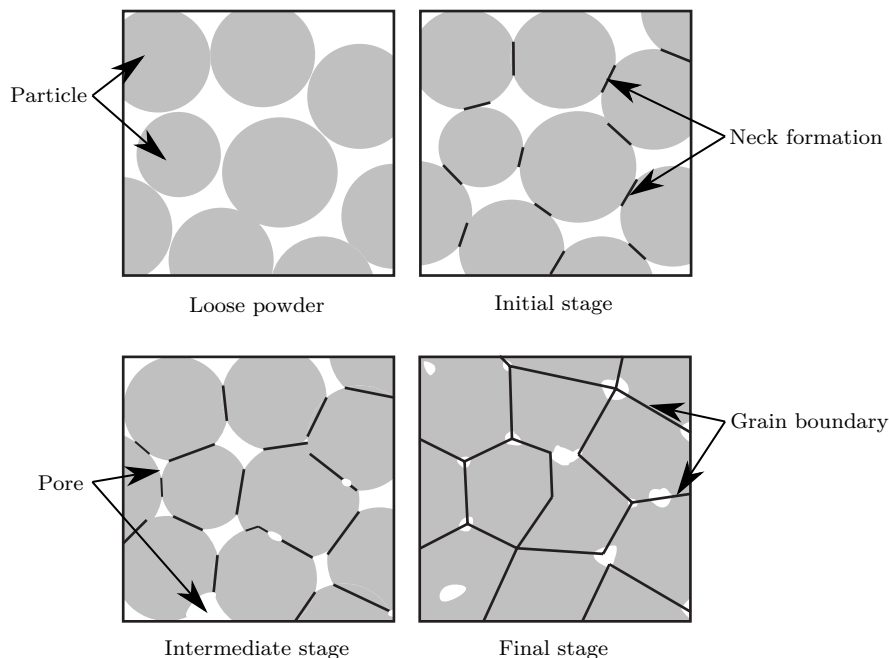 Particle
Neck formation
Loose powder
Initial stage
Pore
Grain boundary
Intermediate stage
Final stage